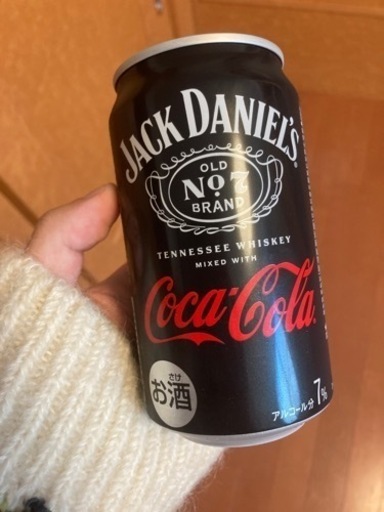 JACK DANIEL'S
OLD
No. 7
BRAND
TENNESSEE WHISKEY
MIXED WITH
Coca-Cola
さけ
お酒
アルコール分 7%